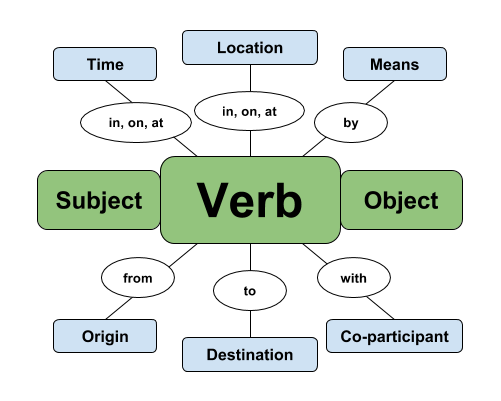 Location
Time
Means
in, on, at
in, on, at
by
Subject
Verb
Object
from
to
with
Origin
Destination
Co-participant